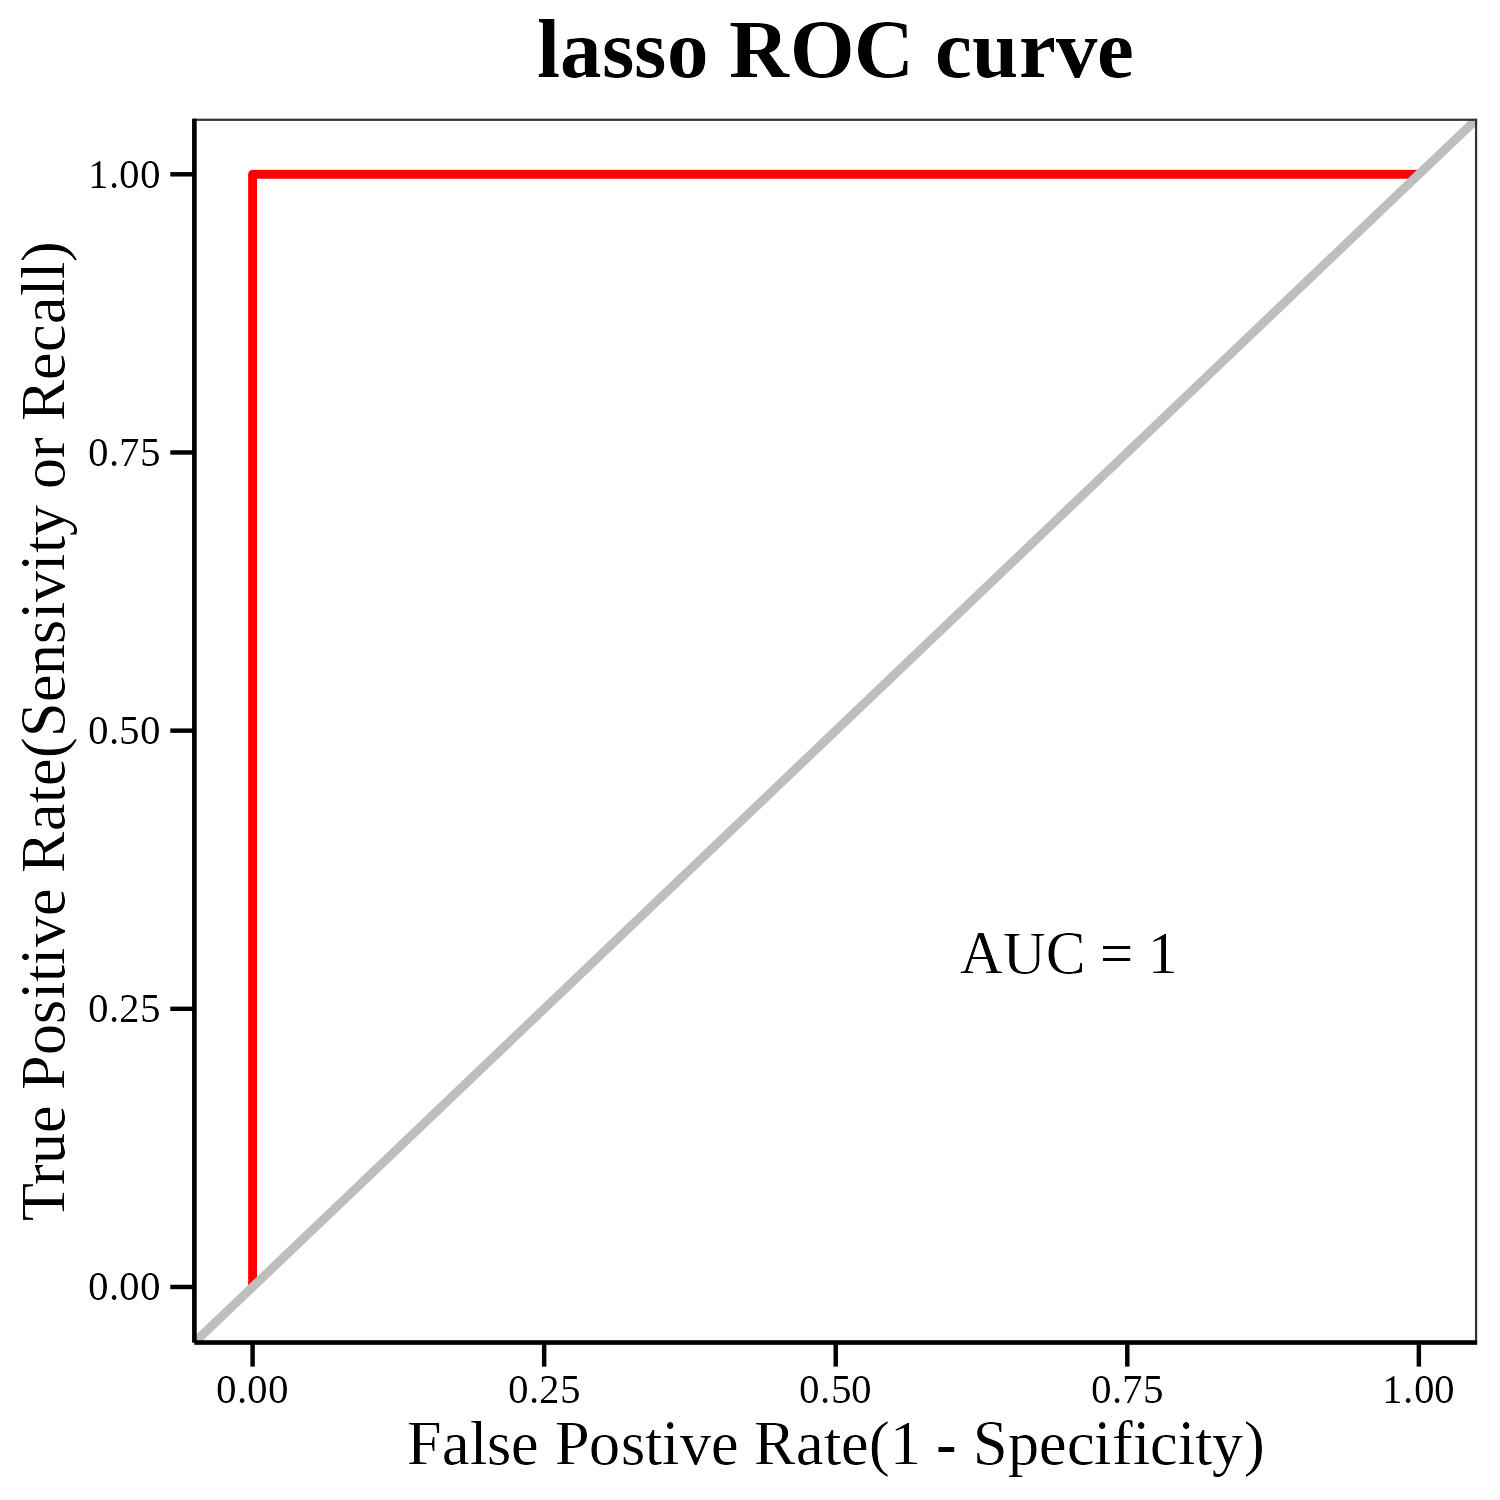 lasso ROC curve
True Positive Rate(Sensivity or Recall)
1.00
0.75
0.50
0.25
0.00
AUC = 1
0.00 0.25 0.50 0.75 1.00
False Postive Rate(1 - Specificity)